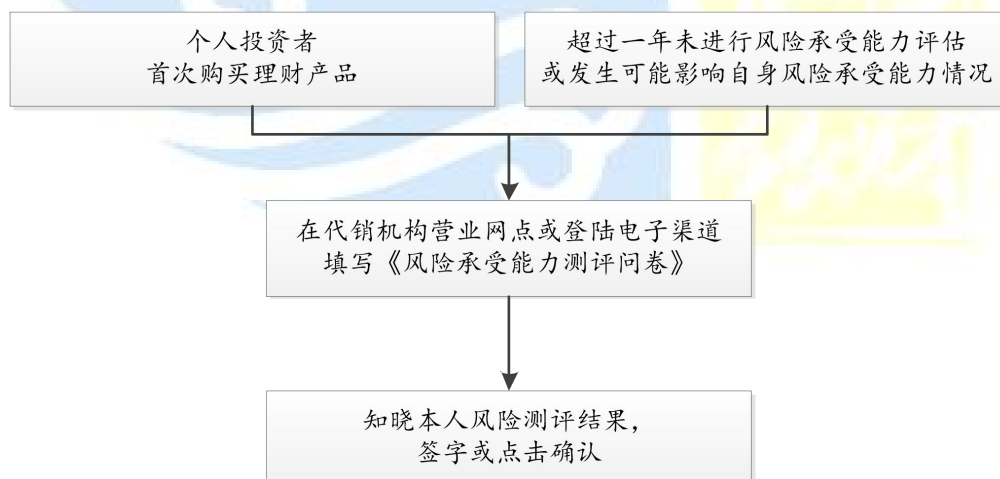 个人投资者
首次购买理财产品
超过一年未进行风险承受能力评估
或发生可能影响自身风险承受能力情况
在代销机构营业网点或登陆电子渠道
填写《风险承受能力测评问卷》
知晓本人风险测评结果，
签字或点击确认